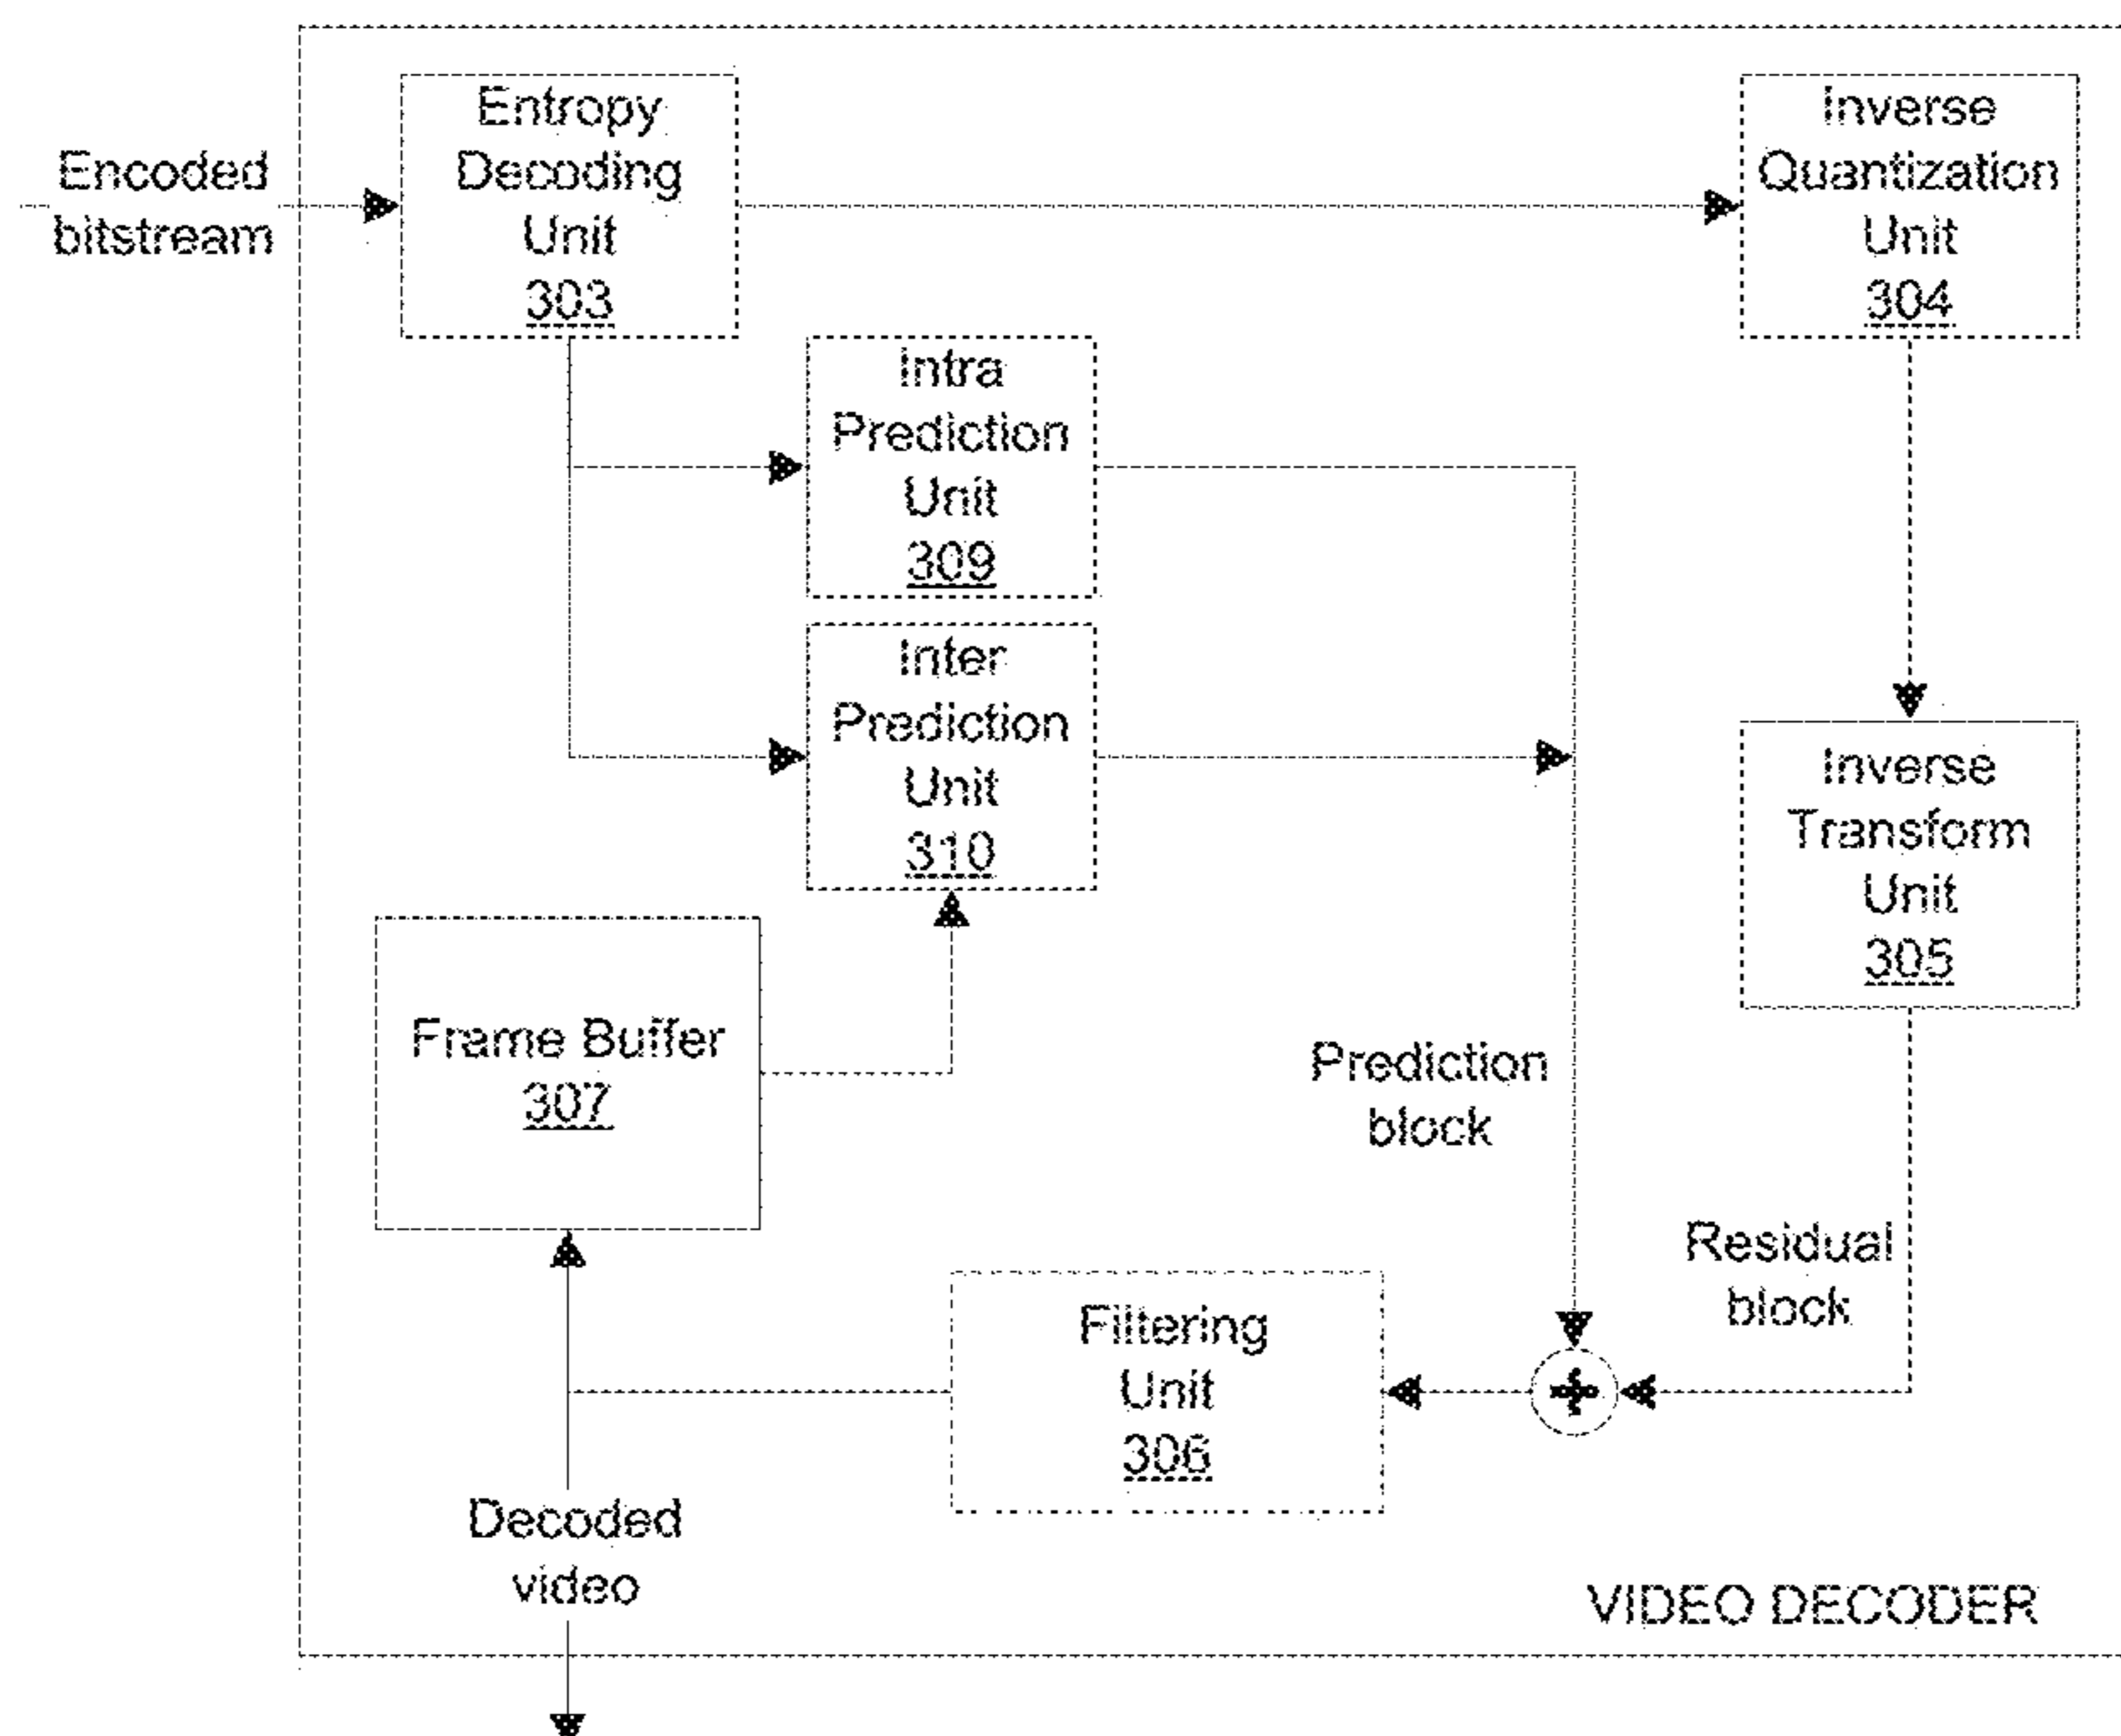 Encoded
bitstream
Entropy
Decoding
Unit
303
Inverse
Quantization
Unit
304
Intra
Prediction
Unit
309
Inter
Prediction
Unit
310
Inverse
Transform
Unit
305
Frame Buffer
307
Prediction
block
Residual
block
Filtering
Unit
306
+
Decoded
video
VIDEO DECODER